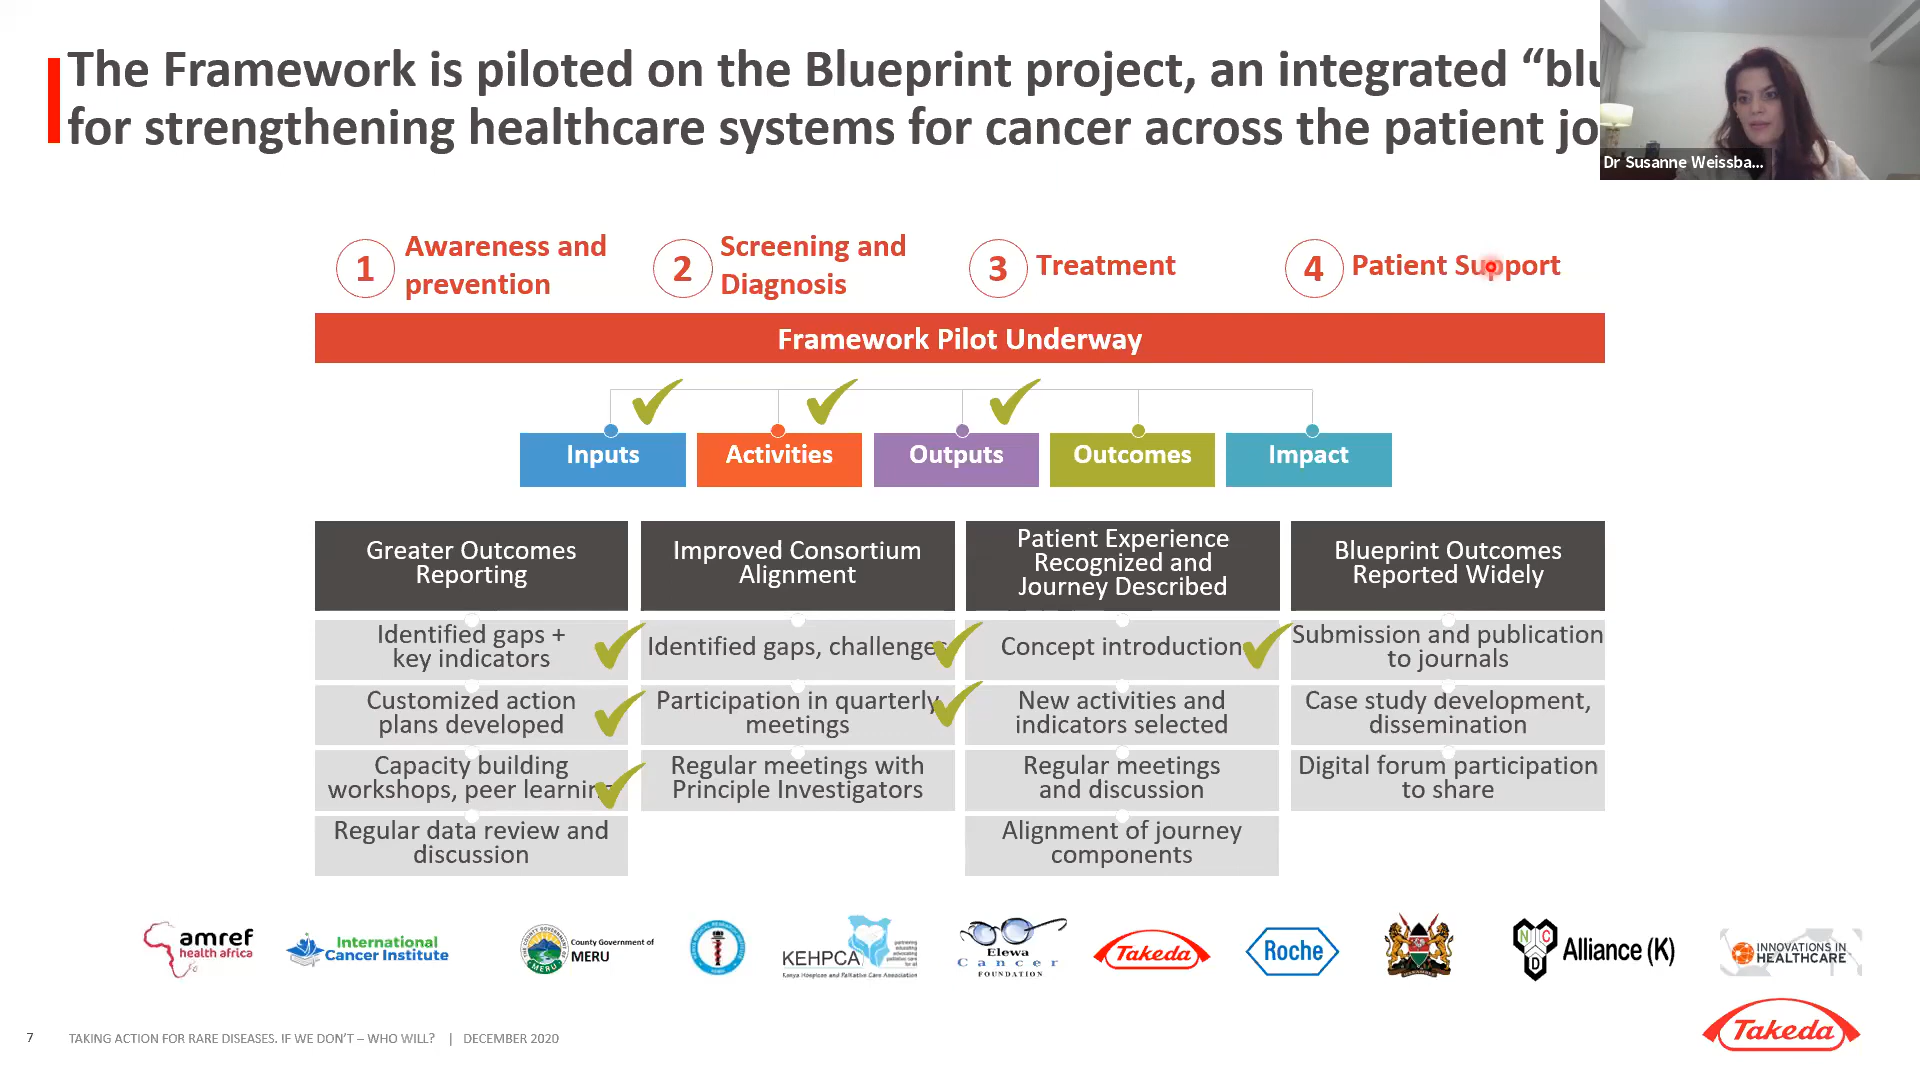 The Framework is piloted on the Blueprint project, an integrated “blu
for strengthening healthcare systems for cancer across the patient jo
Dr Susanne Weissba...
1 Awareness and
prevention
2 Screening and
Diagnosis
3 Treatment
4 Patient Support
Framework Pilot Underway
Inputs
Activities
Outputs
Outcomes
Impact
Greater Outcomes
Reporting
Identified gaps +
key indicators
Customized action
plans developed
Capacity building
workshops, peer learning
Regular data review and
discussion
Improved Consortium
Alignment
Identified gaps, challenges
Participation in quarterly
meetings
Regular meetings with
Principle Investigators
Patient Experience
Recognized and
Journey Described
Concept introduction
New activities and
indicators selected
Regular meetings
and discussion
Alignment of journey
components
Blueprint Outcomes
Reported Widely
Submission and publication
to journals
Case study development,
dissemination
Digital forum participation
to share
amref
health africa
International
Cancer Institute
MERU
County Government of
MERU
KEHPCA
Kenya Hospices and Palliative Care Association
Elewa
Cancer
FOUNDATION
Takeda
Roche
N C D
Alliance (K)
INNOVATIONS IN
HEALTHCARE
7
TAKING ACTION FOR RARE DISEASES. IF WE DON’T – WHO WILL? | DECEMBER 2020
Takeda